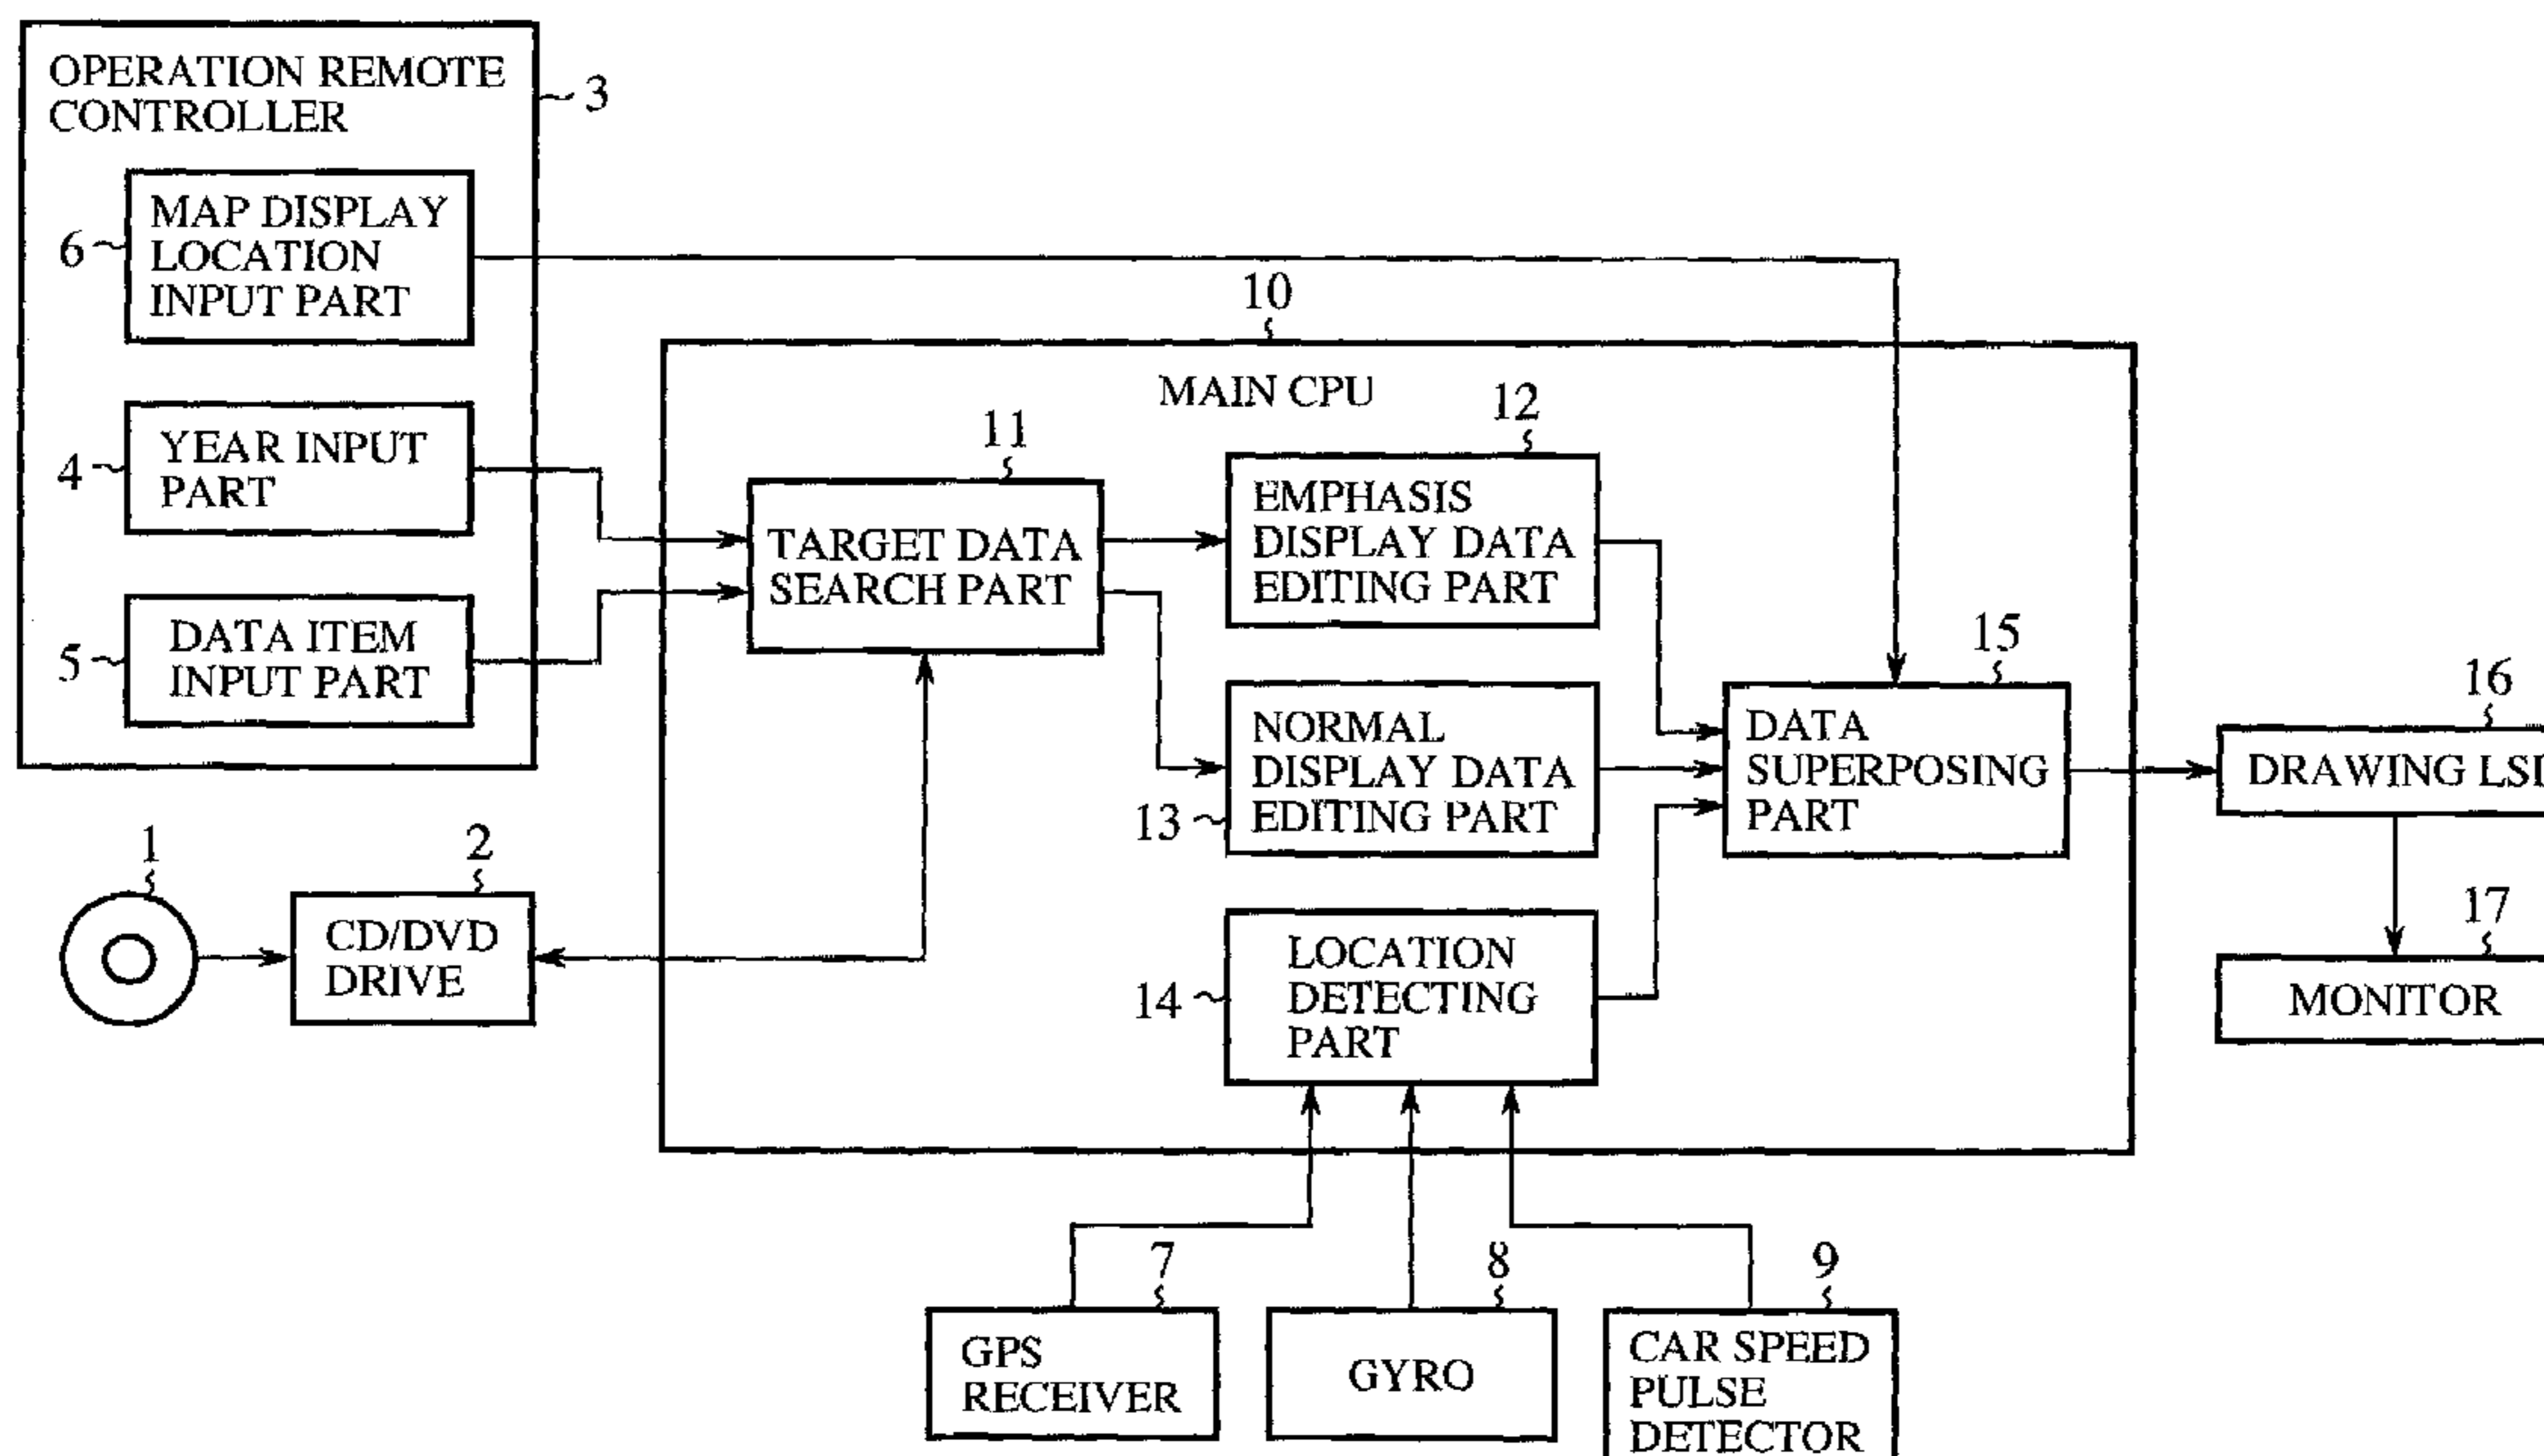 OPERATION REMOTE
CONTROLLER
3
MAP DISPLAY
LOCATION
INPUT PART
6
YEAR INPUT
PART
4
DATA ITEM
INPUT PART
5
1
2
CD/DVD
DRIVE
10
MAIN CPU
11
TARGET DATA
SEARCH PART
12
EMPHASIS
DISPLAY DATA
EDITING PART
NORMAL
DISPLAY DATA
EDITING PART
13
LOCATION
DETECTING
PART
14
15
DATA
SUPERPOSING
PART
16
DRAWING LSI
17
MONITOR
7
GPS
RECEIVER
8
GYRO
9
CAR SPEED
PULSE
DETECTOR